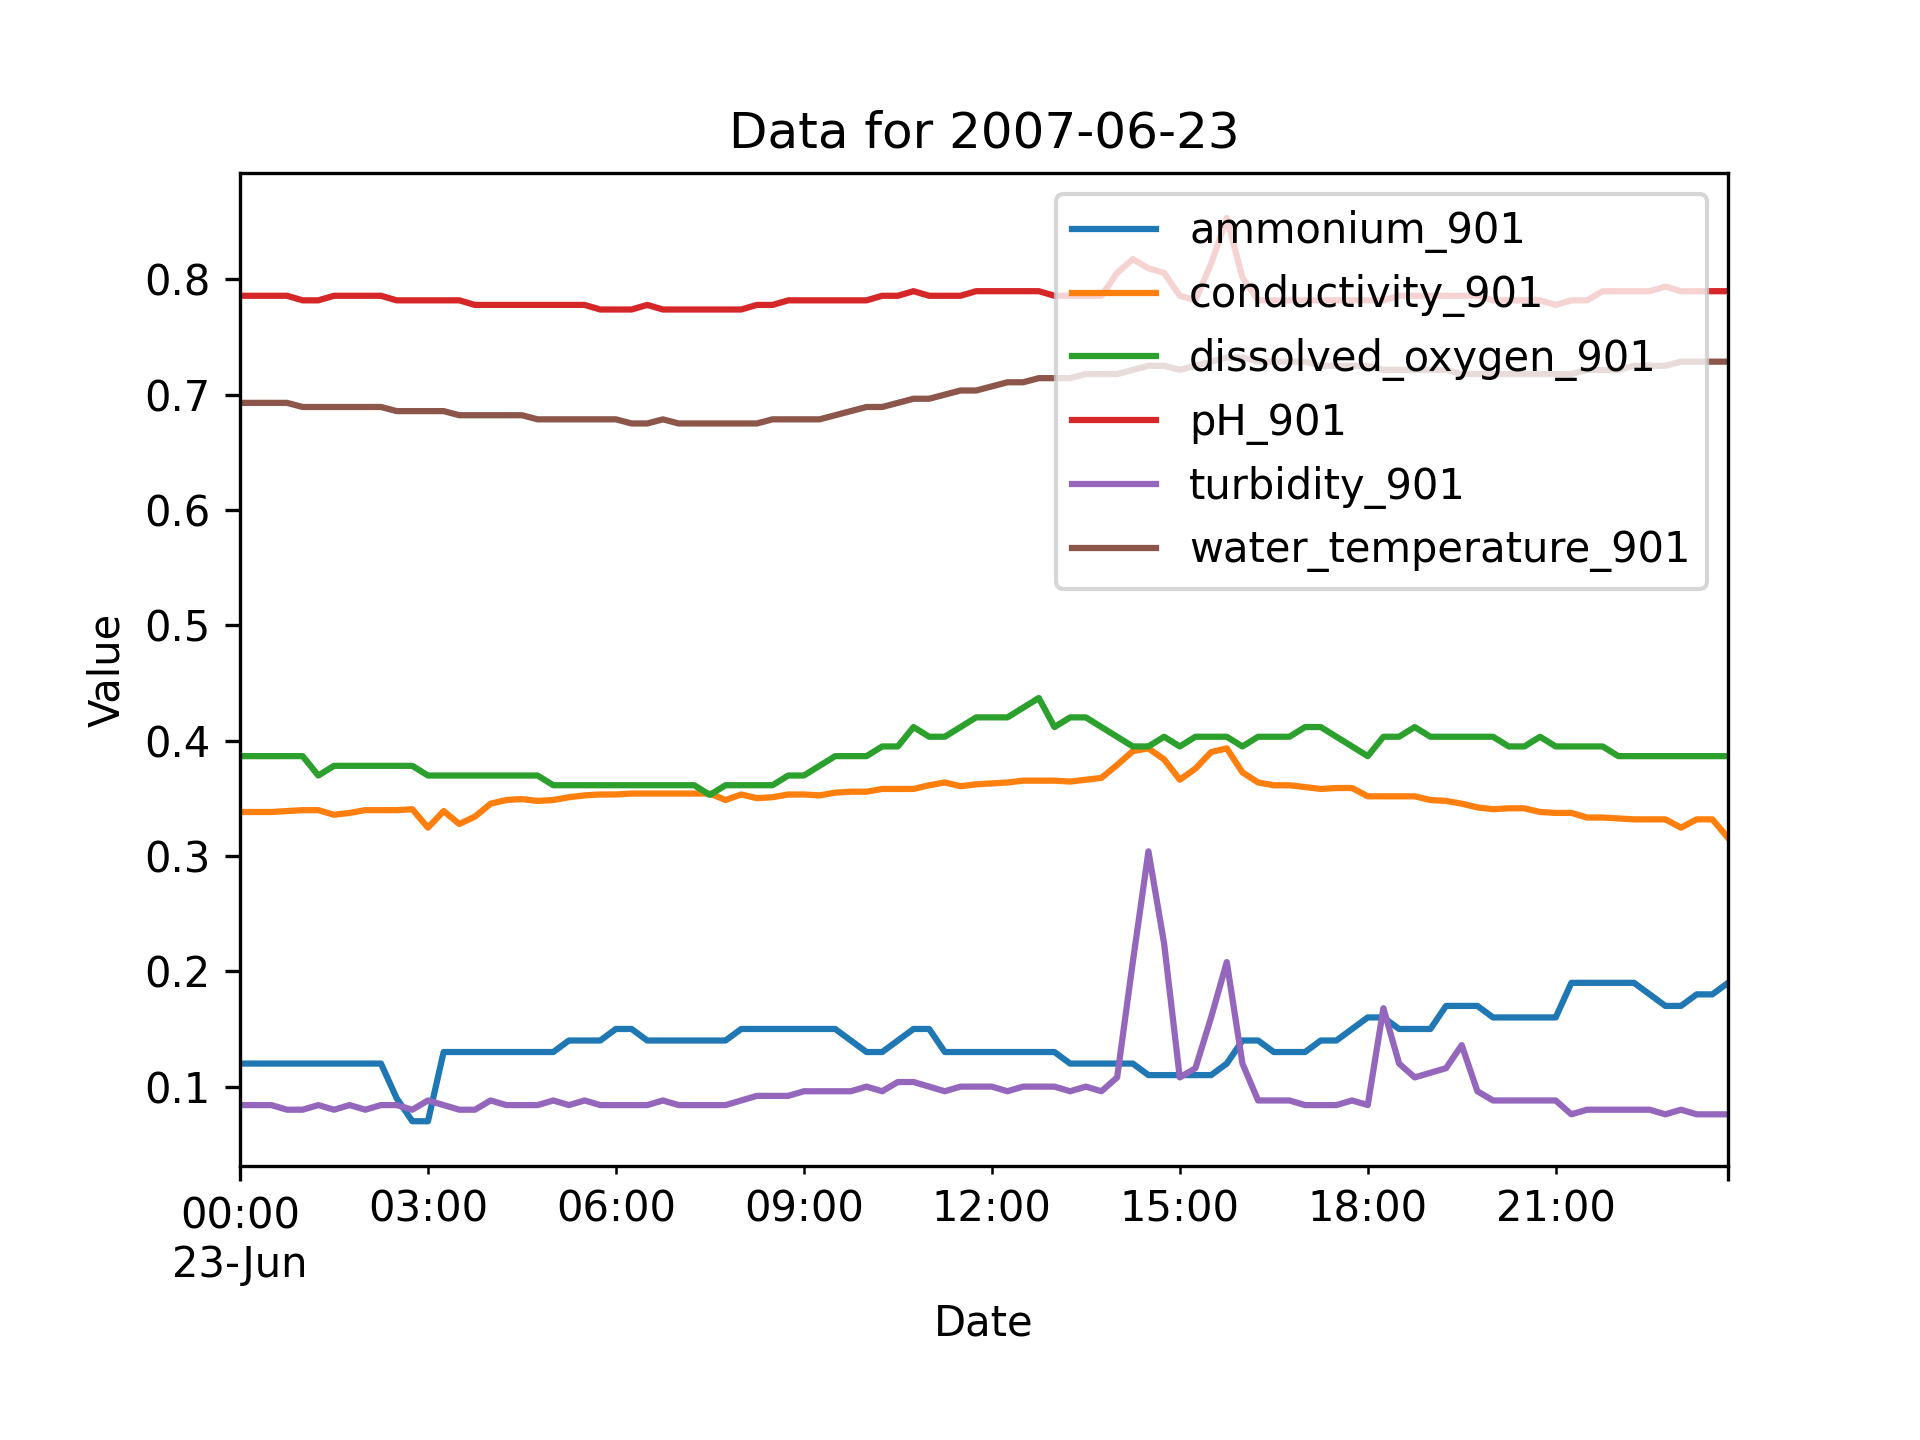 Data for 2007-06-23
ammonium_901
conductivity_901
dissolved_oxygen_901
pH_901
turbidity_901
water_temperature_901
0.8
0.7
0.6
0.5
0.4
0.3
0.2
0.1
Value
00:00 03:00 06:00 09:00 12:00 15:00 18:00 21:00
23-Jun
Date